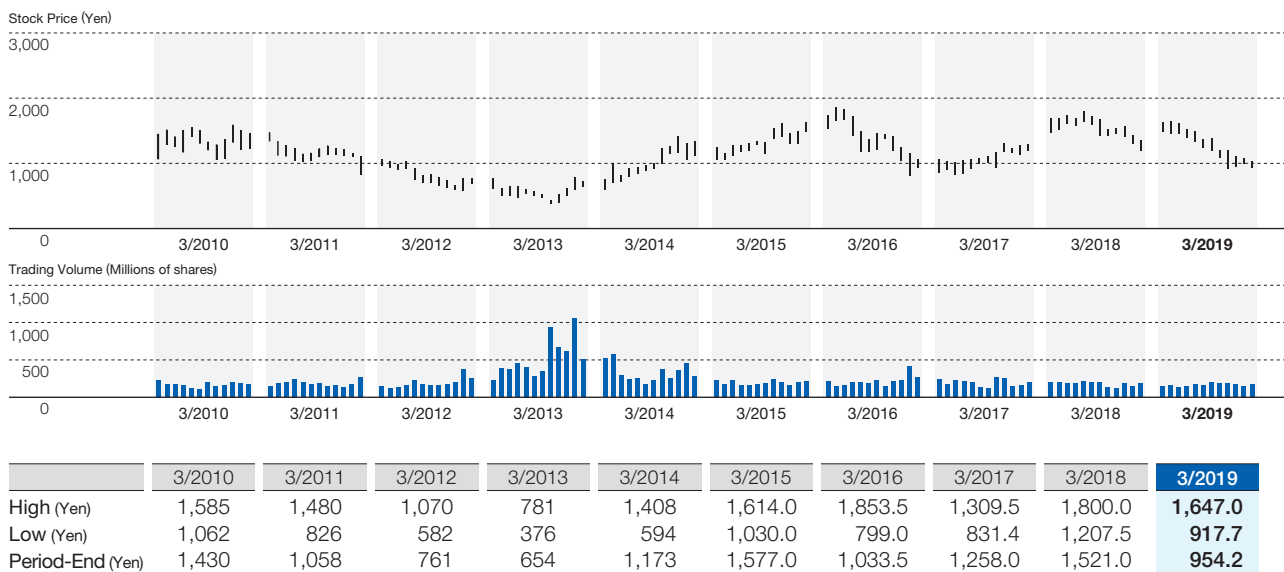 Stock Price (Yen)
3,000
2,000
1,000
0
3/2010 3/2011 3/2012 3/2013 3/2014 3/2015 3/2016 3/2017 3/2018 3/2019
Trading Volume (Millions of shares)
1,500
1,000
500
0
3/2010 3/2011 3/2012 3/2013 3/2014 3/2015 3/2016 3/2017 3/2018 3/2019
3/2010 3/2011 3/2012 3/2013 3/2014 3/2015 3/2016 3/2017 3/2018 3/2019
High (Yen) 1,585 1,480 1,070 781 1,408 1,614.0 1,853.5 1,309.5 1,800.0 1,647.0
Low (Yen) 1,062 826 582 376 594 1,030.0 799.0 831.4 1,207.5 917.7
Period-End (Yen) 1,430 1,058 761 654 1,173 1,577.0 1,033.5 1,258.0 1,521.0 954.2